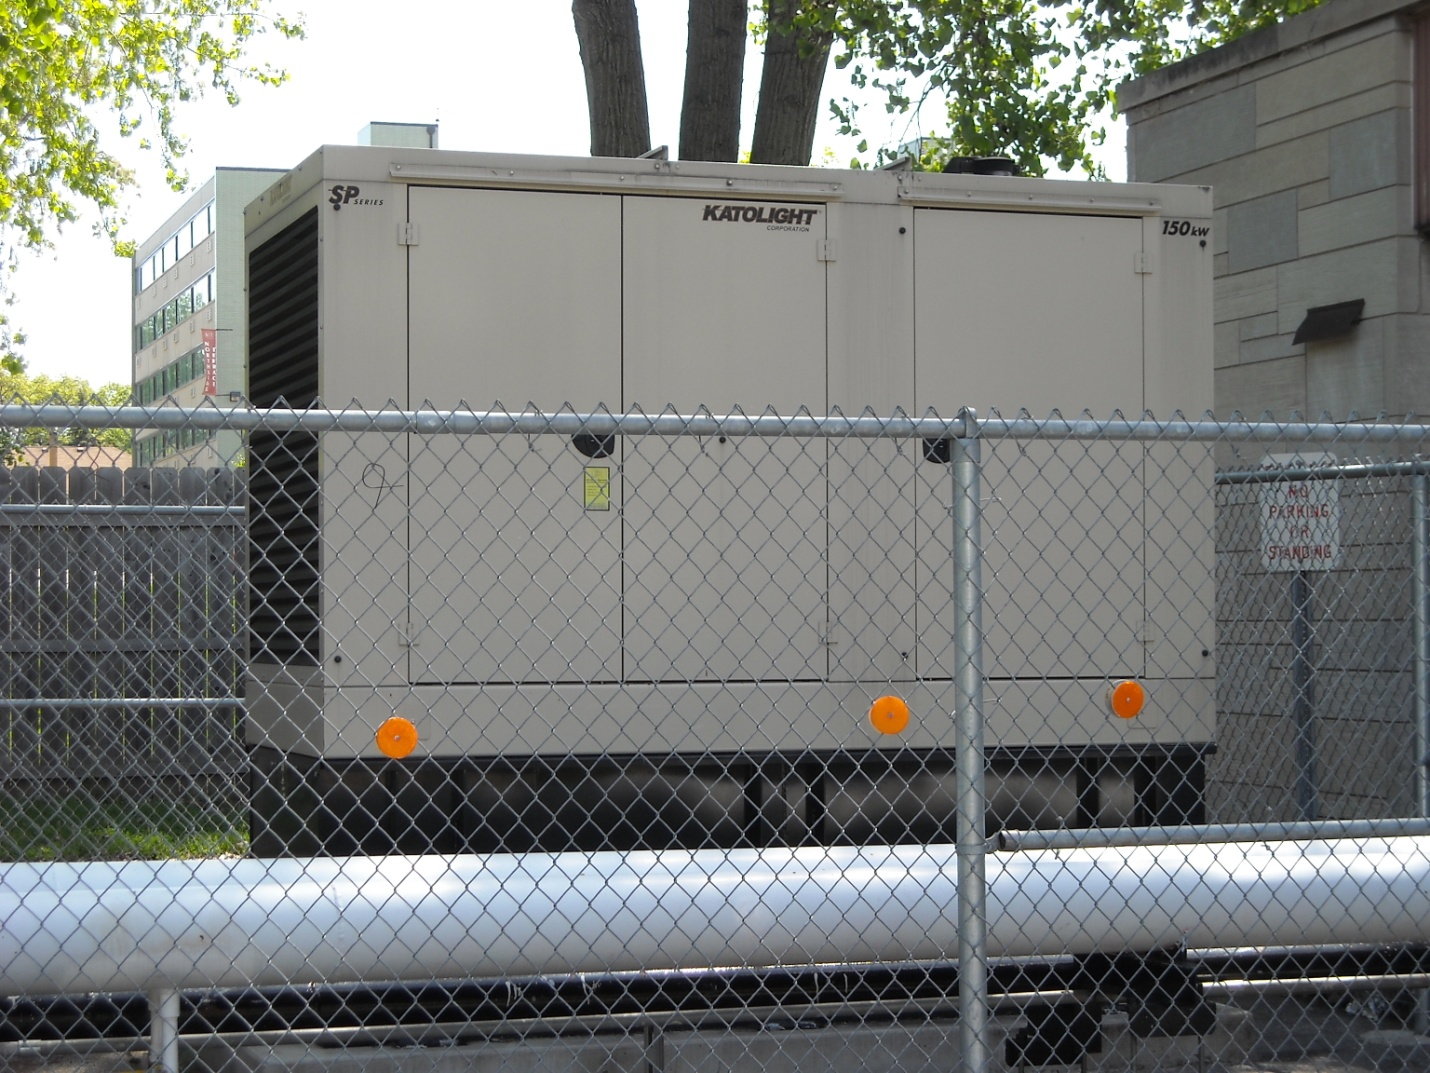 SP SERIES
KATOLIGHT
CORPORATION
150 kW
NO
PARKING
OR
STANDING